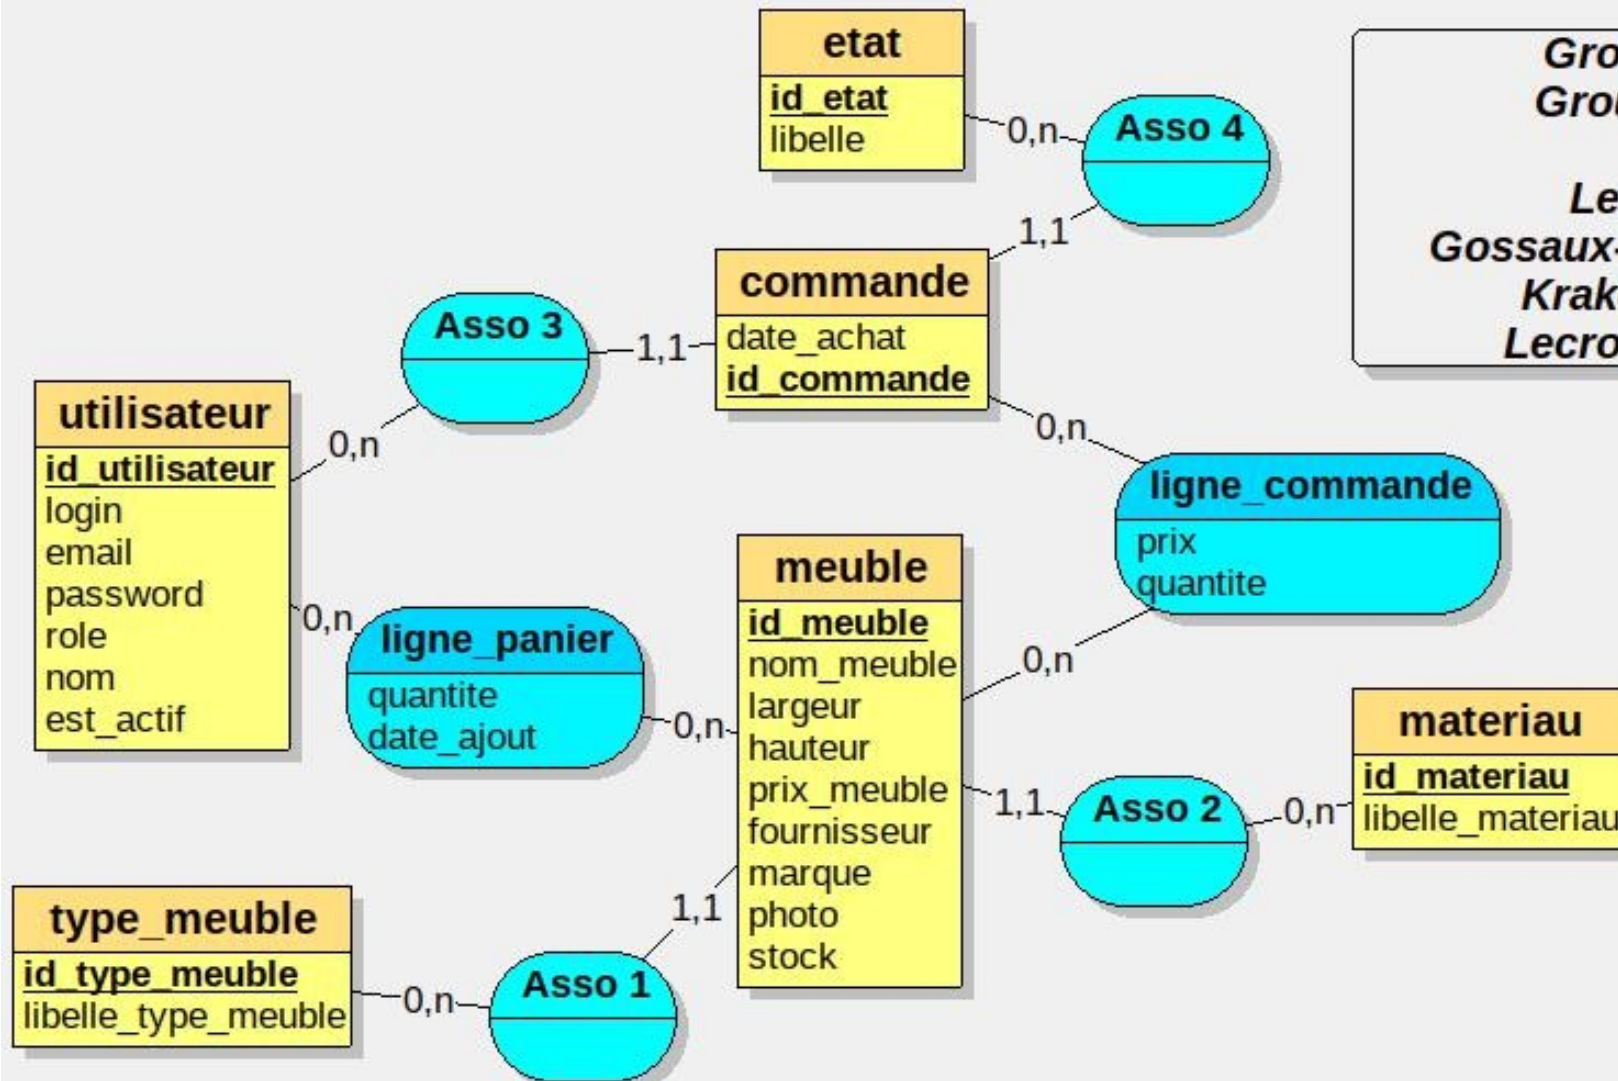 etat
id_etat
libelle
0,n
Asso 4
1,1
commande
date_achat
id_commande
Asso 3
1,1
0,n
0,n
utilisateur
id_utilisateur
login
email
password
role
nom
est_actif
0,n
ligne_panier
quantite
date_ajout
0,n
meuble
id_meuble
nom_meuble
largeur
hauteur
prix_meuble
fournisseur
marque
photo
stock
ligne_commande
prix
quantite
0,n
1,1
Asso 2
0,n
materiau
id_materiau
libelle_materiau
type_meuble
id_type_meuble
libelle_type_meuble
0,n
Asso 1
1,1
Gossaux-